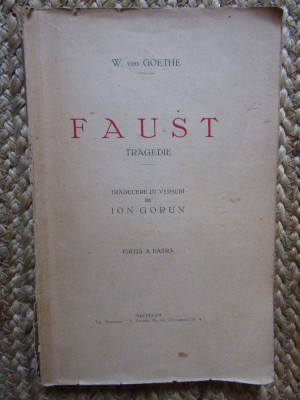 W. von GOETHE
FAUST
TRAGEDIE
TRADUCERE IN VERSURI
DE
ION GORUN
EDIȚIA A PATRA